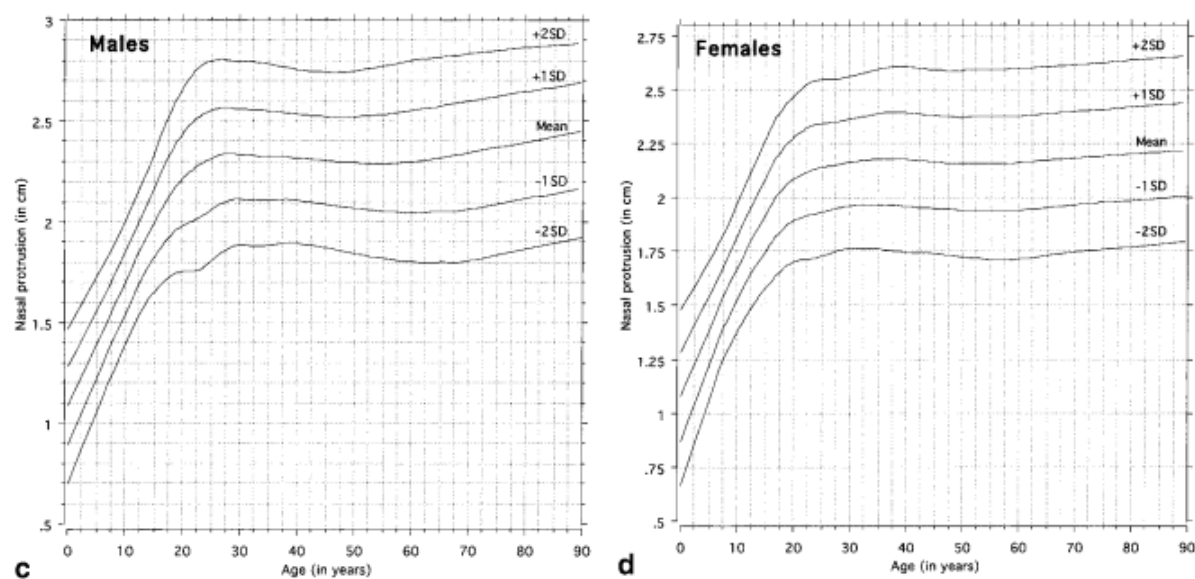 Males
3
2.5
2
1.5
1
.5
Nasal protrusion (in cm)
+2SD
+1SD
Mean
-1SD
-2SD
0 10 20 30 40 50 60 70 80 90
Age (in years)
c
Females
2.75
2.5
2.25
2
1.75
1.5
1.25
1
.75
.5
Nasal protrusion (in cm)
+2SD
+1SD
Mean
-1SD
-2SD
0 10 20 30 40 50 60 70 80 90
Age (in years)
d